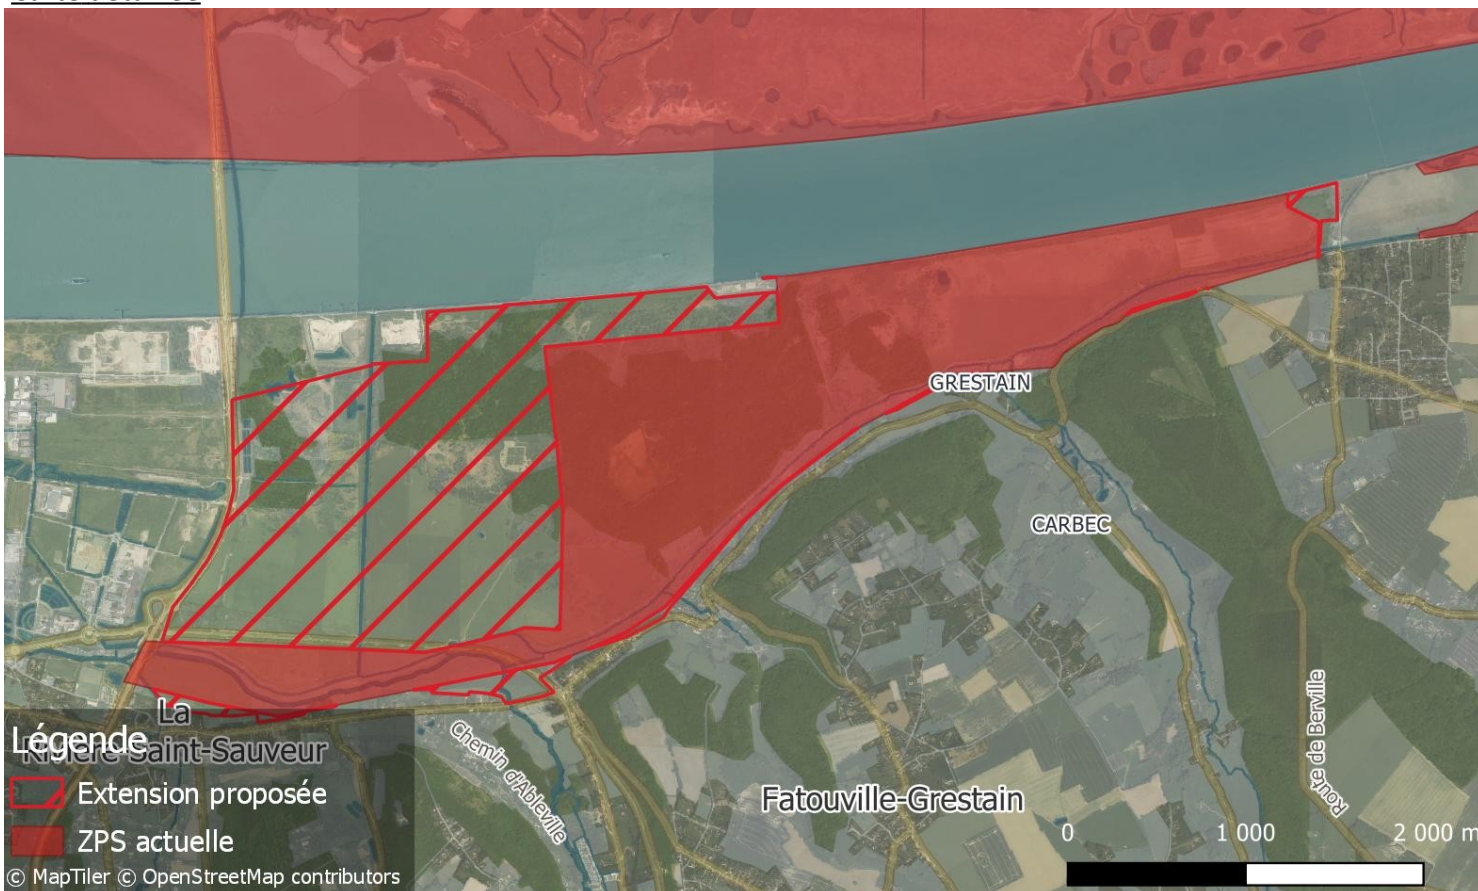 GRESTAIN
CARBEC
La
Rivière-Saint-Sauveur
Chemin d'Ableville
Fatouville-Grestain
Route de Berville
Légende
Extension proposée
ZPS actuelle
0 1 000 2 000 m
© MapTiler © OpenStreetMap contributors